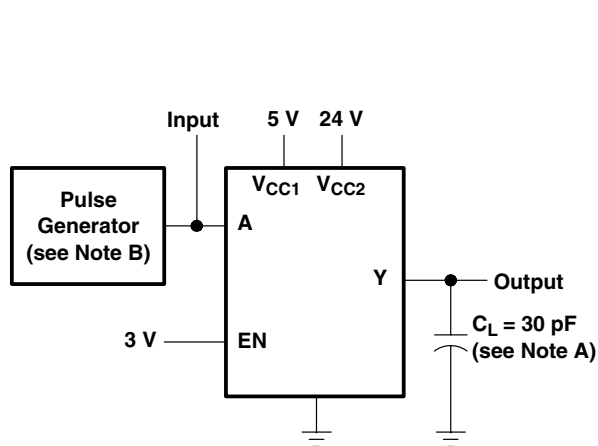 Input
5 V
24 V
Pulse
Generator
(see Note B)
VCC1
VCC2
A
Y
Output
3 V
EN
CL = 30 pF
(see Note A)